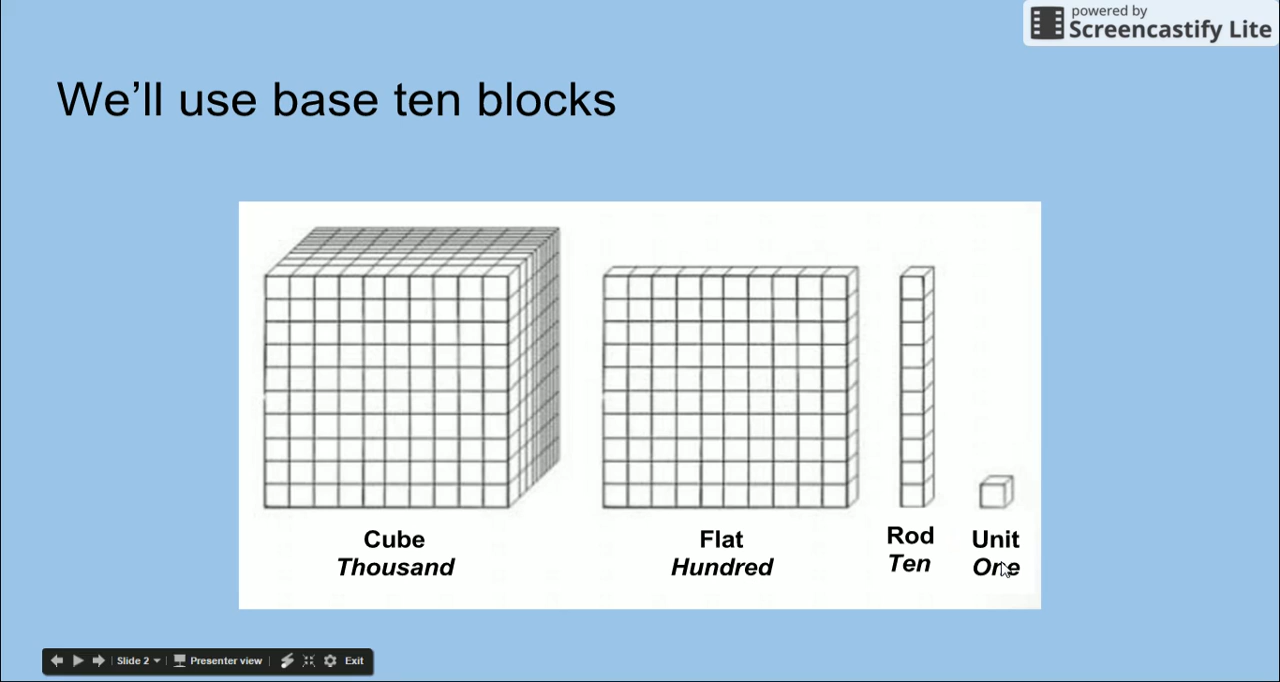 powered by
Screencastify Lite
We’ll use base ten blocks
Cube
Thousand
Flat
Hundred
Rod
Ten
Unit
One
Slide 2
Presenter view
Exit